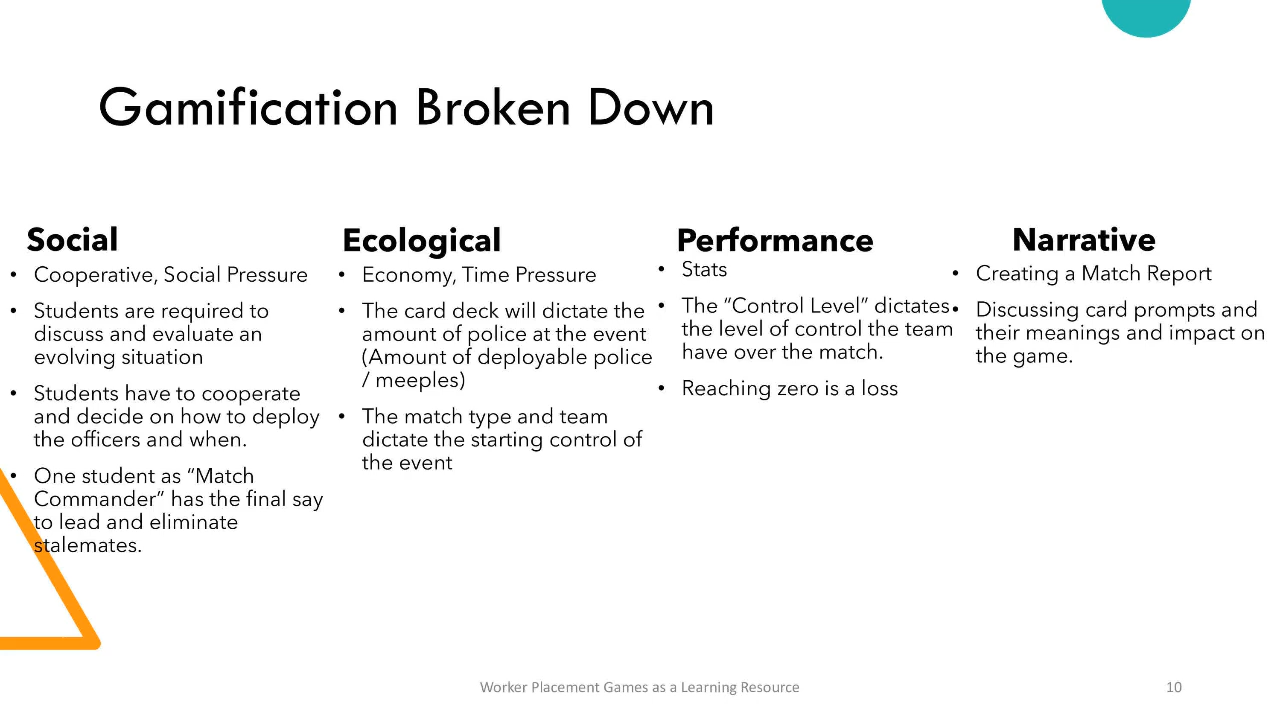 Gamification Broken Down
Social
• Cooperative, Social Pressure
• Students are required to
discuss and evaluate an
evolving situation
• Students have to cooperate
and decide on how to deploy
the officers and when.
• One student as “Match
Commander” has the final say
to lead and eliminate
stalemates.
Ecological
• Economy, Time Pressure
• The card deck will dictate the
amount of police at the event
(Amount of deployable police
/ meeples)
• The match type and team
dictate the starting control of
the event
Performance
• Stats
• The “Control Level” dictates
the level of control the team
have over the match.
• Reaching zero is a loss
Narrative
• Creating a Match Report
• Discussing card prompts and
their meanings and impact on
the game.
Worker Placement Games as a Learning Resource
10